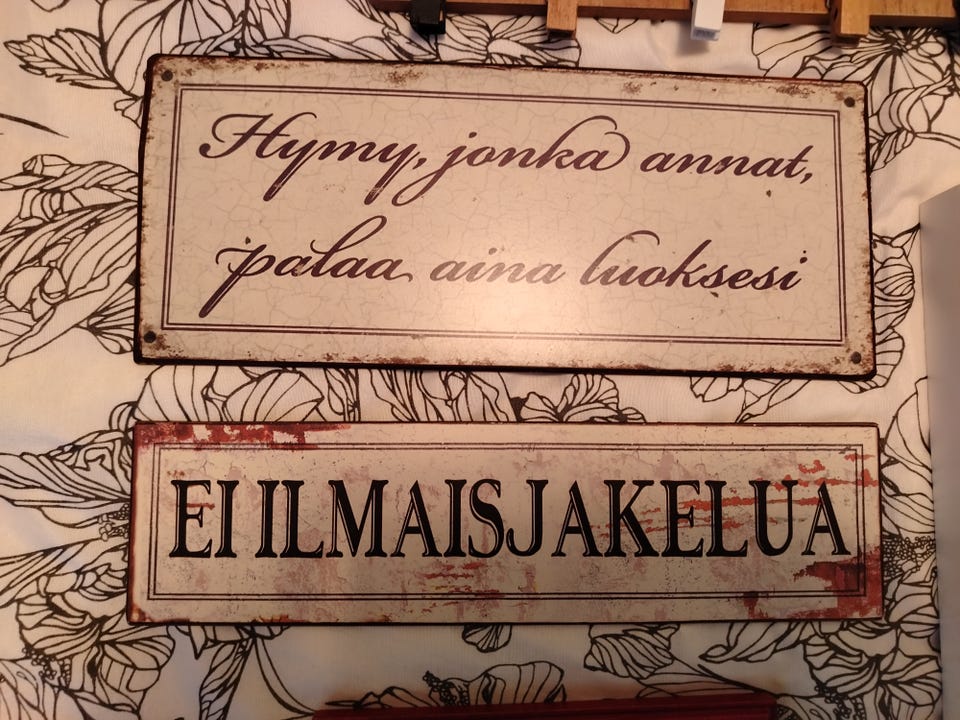 Hymy, jonka annat,
palaa aina luoksesi
EI ILMAISJAKELUA